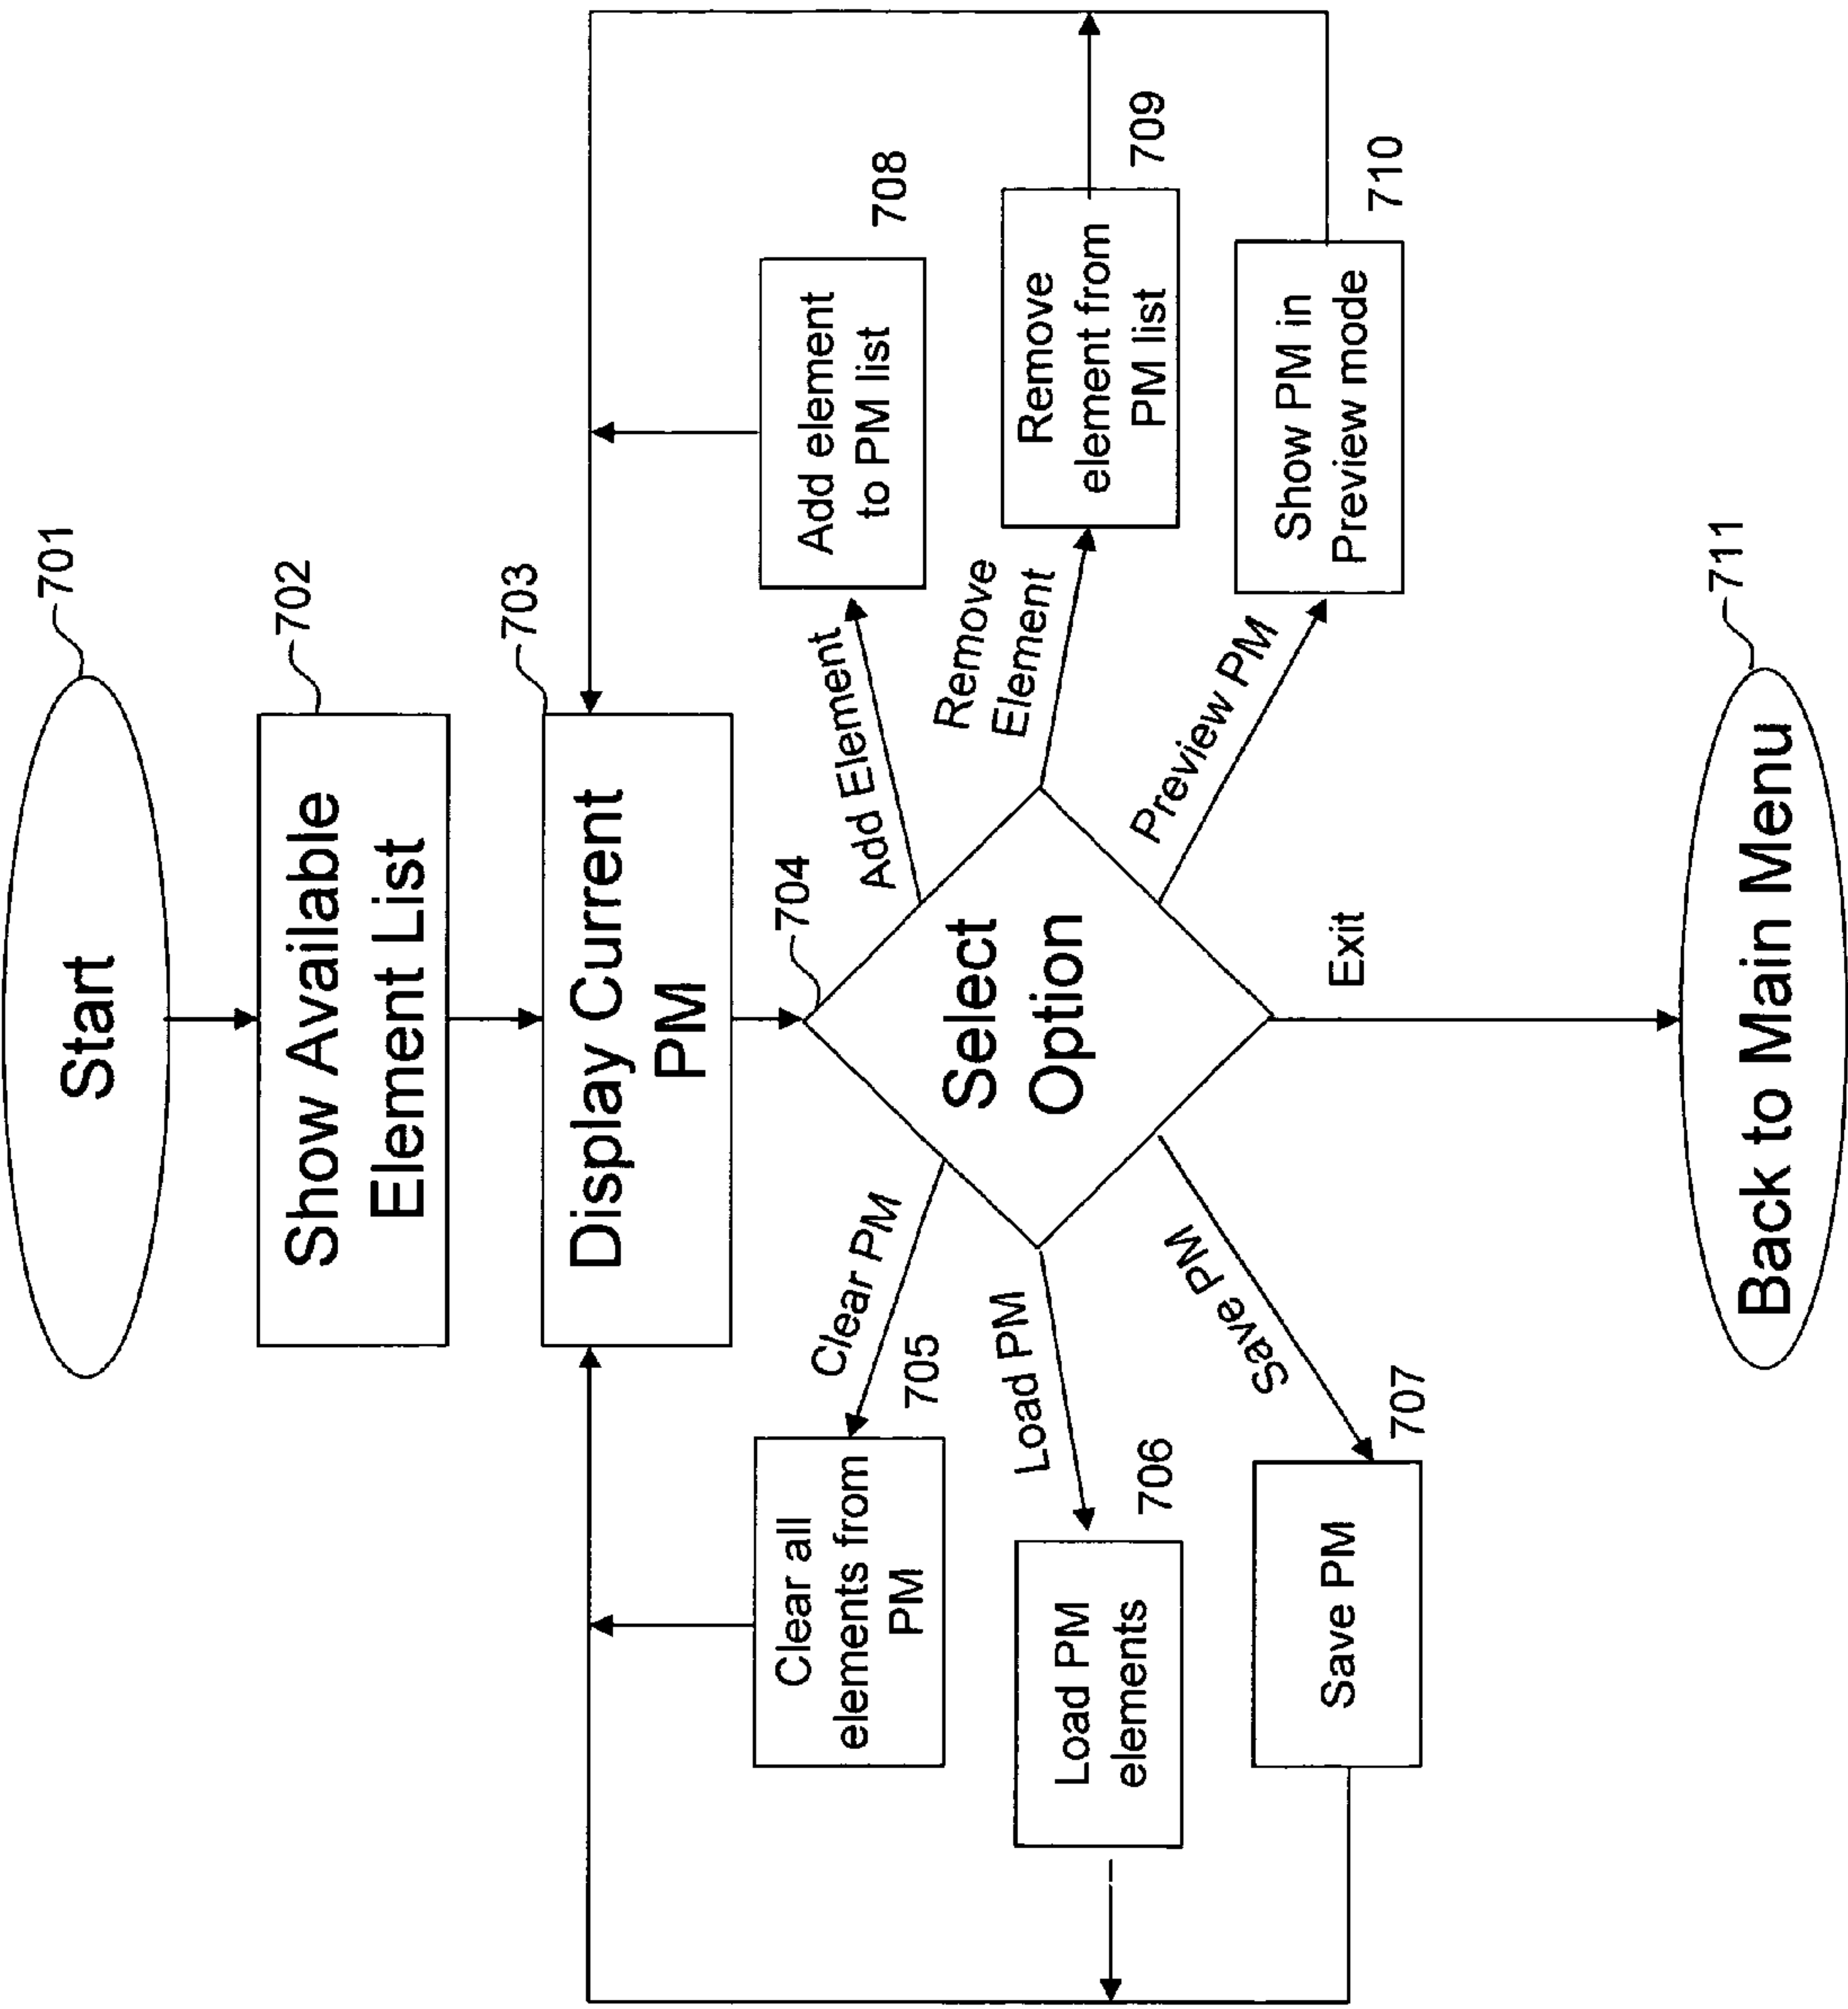 Start
701
Show Available
Element List
702
Display Current
PM
703
Select
Option
704
Clear PM
Clear all
elements from
PM
705
Load PM
Load PM
elements
706
Save PM
Save PM
707
Add Element
Add element
to PM list
708
Remove
Element
Remove
element from
PM list
709
Preview PM
Show PM in
Preview mode
710
Exit
Back to Main Menu
711